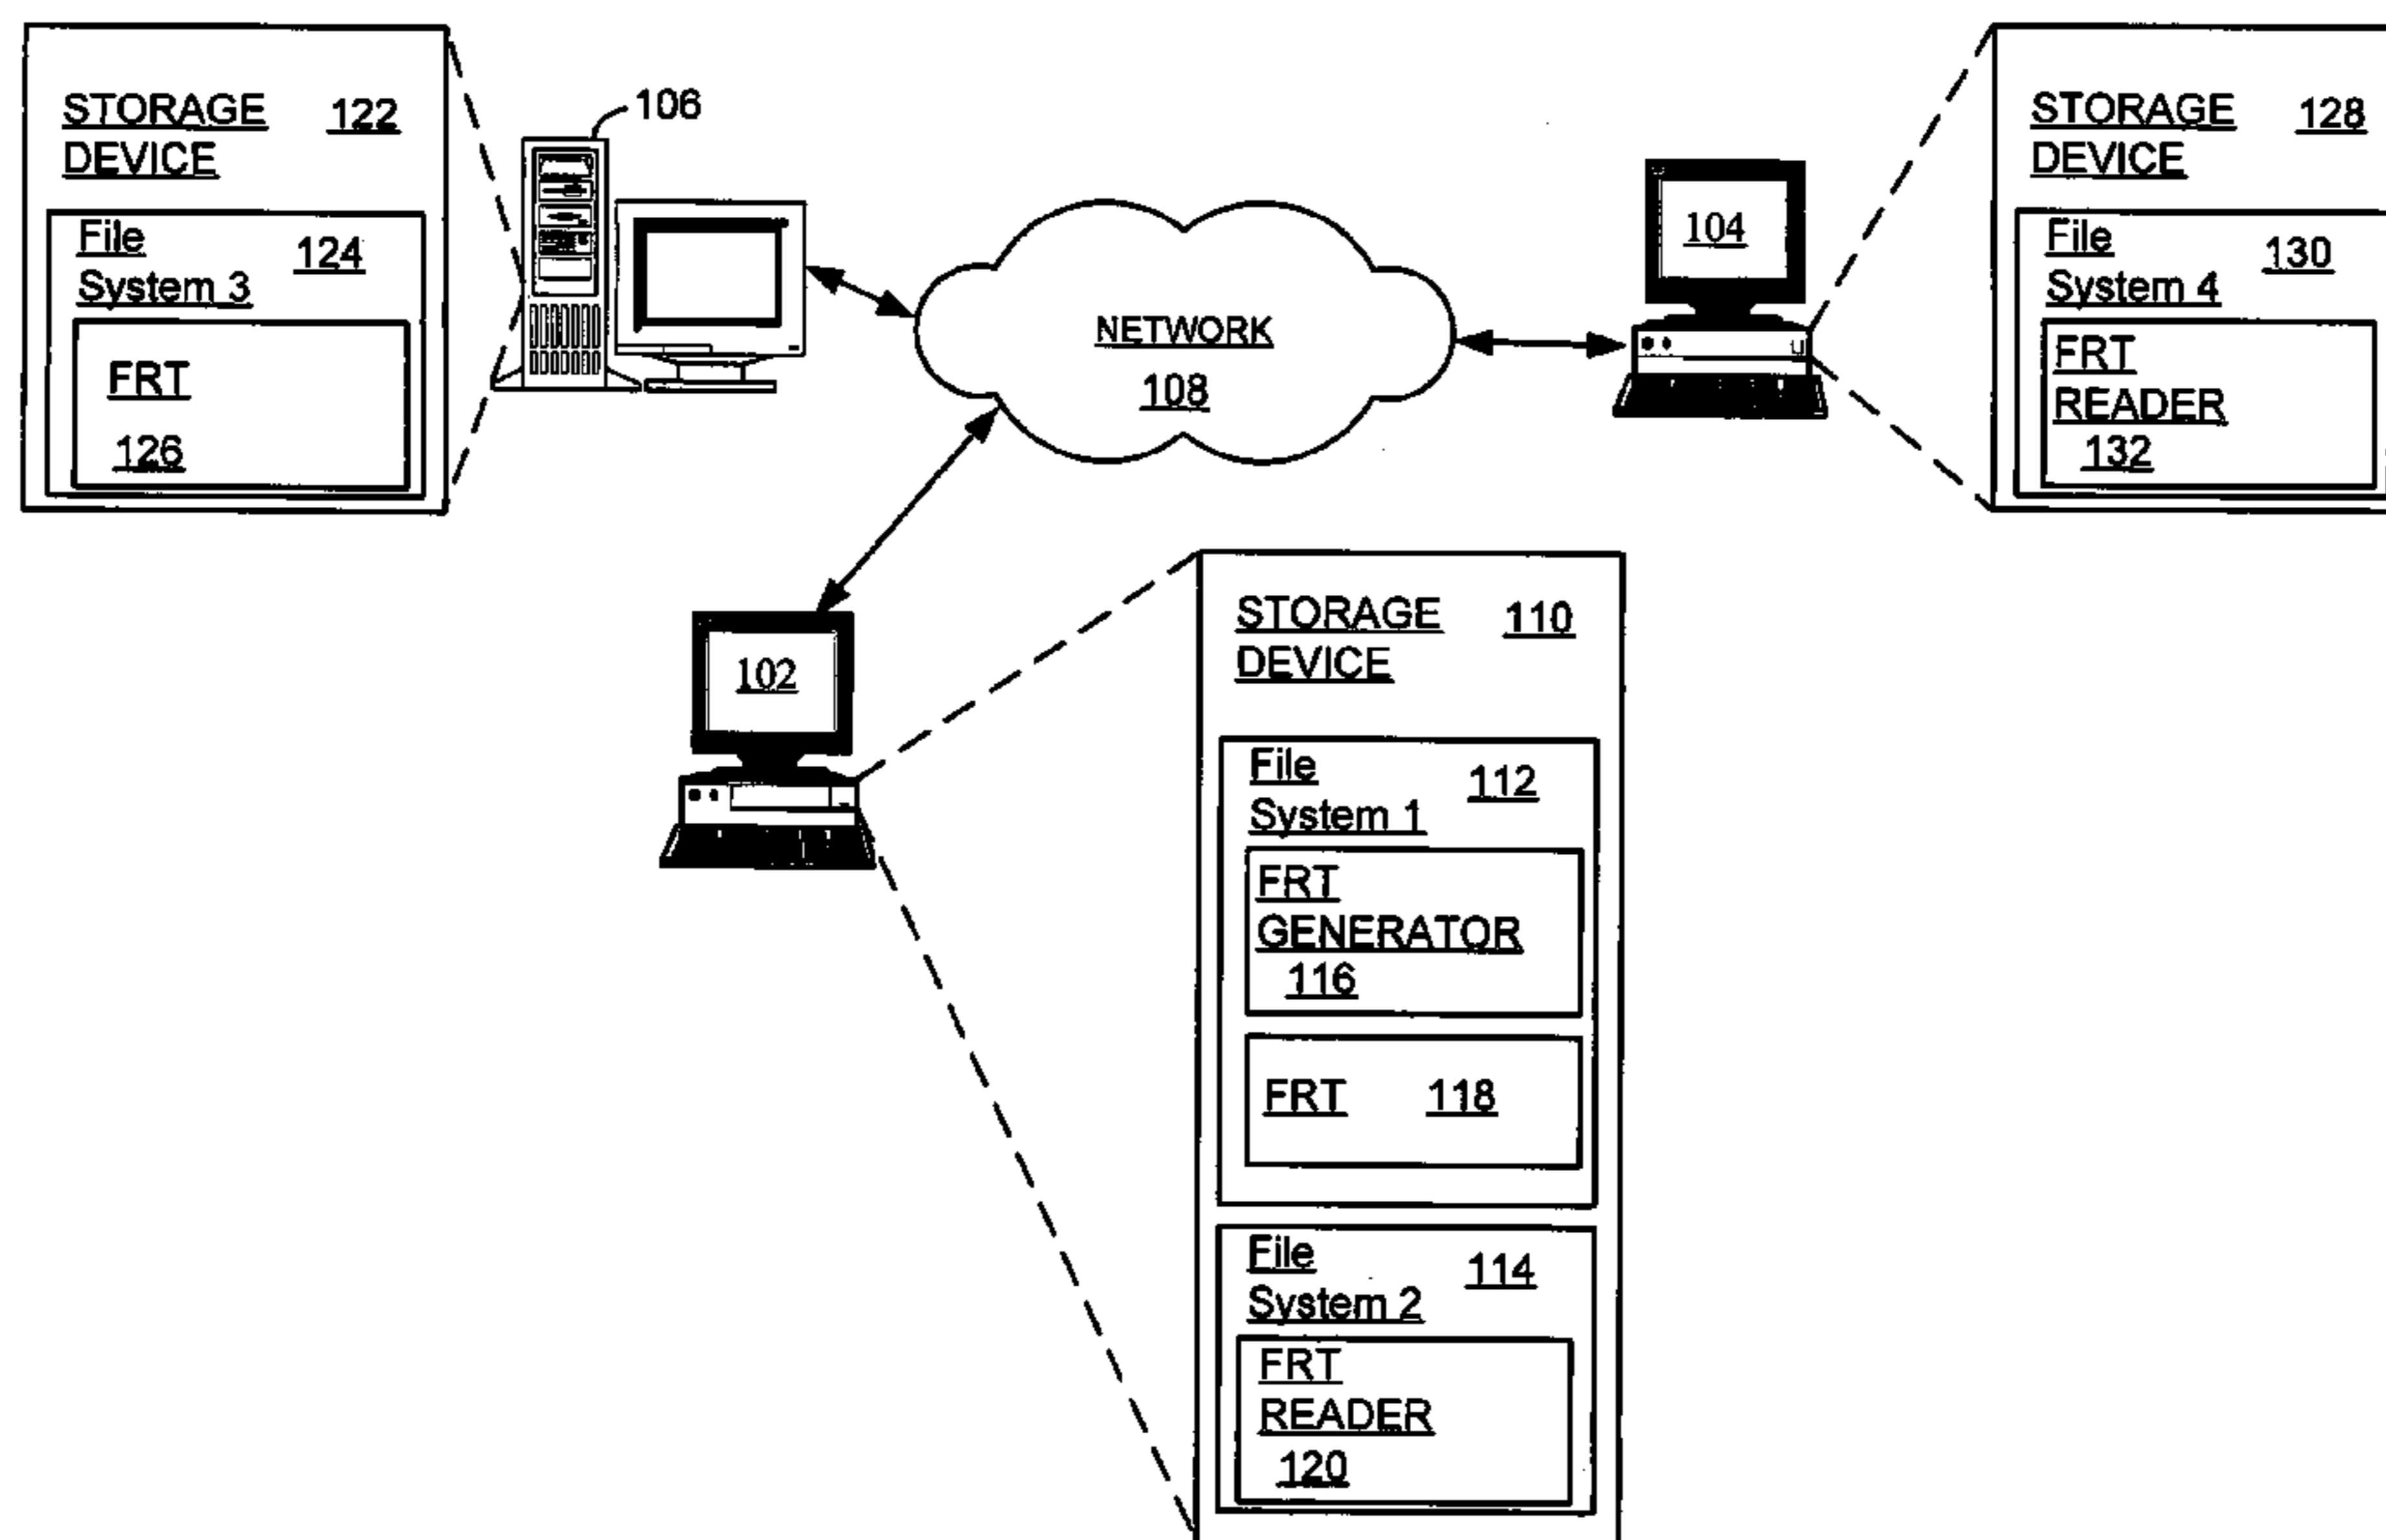 STORAGE 122
DEVICE
File 124
System 3
FRT
126
106
NETWORK
108
104
STORAGE 128
DEVICE
File 130
System 4
FRT
READER
132
102
STORAGE 110
DEVICE
File 112
System 1
FRT
GENERATOR
116
FRT 118
File 114
System 2
FRT
READER
120